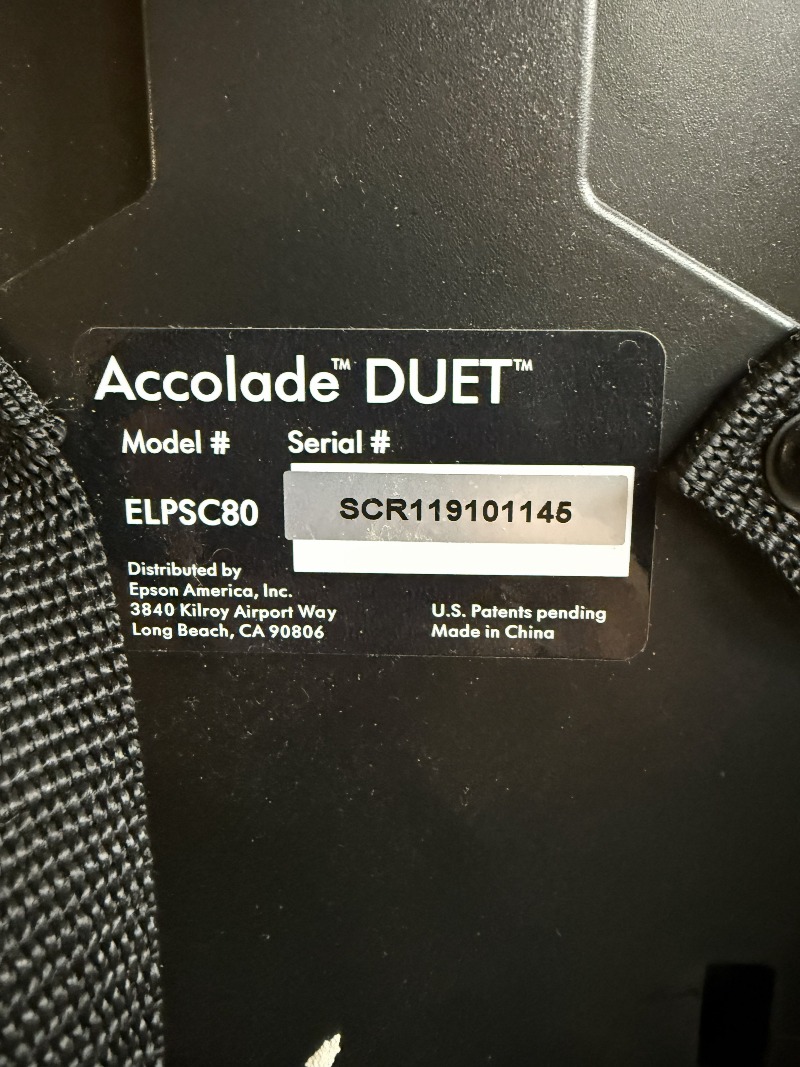 Accolade™ DUET™
Model # Serial #
ELPSC80 SCR119101145
Distributed by
Epson America, Inc.
3840 Kilroy Airport Way
Long Beach, CA 90806
U.S. Patents pending
Made in China